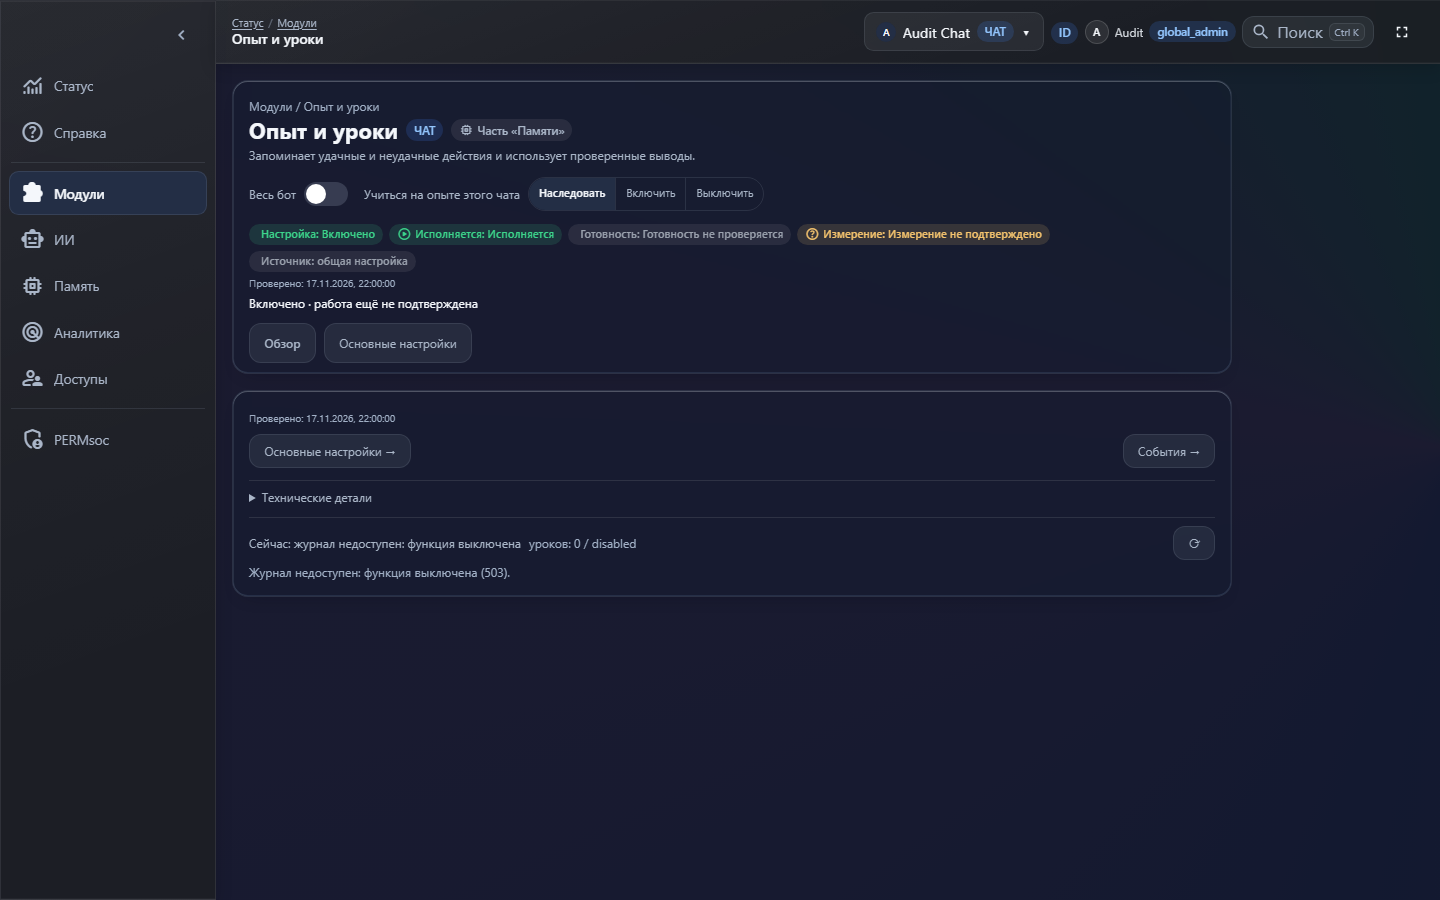 Статус / Модули
Опыт и уроки
A Audit Chat ЧАТ ▾
ID
A Audit global_admin
Поиск Ctrl K
Статус
Справка
Модули
ИИ
Память
Аналитика
Доступы
PERMsoc
Модули / Опыт и уроки
Опыт и уроки ЧАТ Часть «Памяти»
Запоминает удачные и неудачные действия и использует проверенные выводы.
Весь бот Учиться на опыте этого чата Наследовать Включить Выключить
Настройка: Включено Исполняется: Исполняется Готовность: Готовность не проверяется Измерение: Измерение не подтверждено
Источник: общая настройка
Проверено: 17.11.2026, 22:00:00
Включено · работа ещё не подтверждена
Обзор Основные настройки
Проверено: 17.11.2026, 22:00:00
Основные настройки → События →
▶ Технические детали
Сейчас: журнал недоступен: функция выключена уроков: 0 / disabled
Журнал недоступен: функция выключена (503).